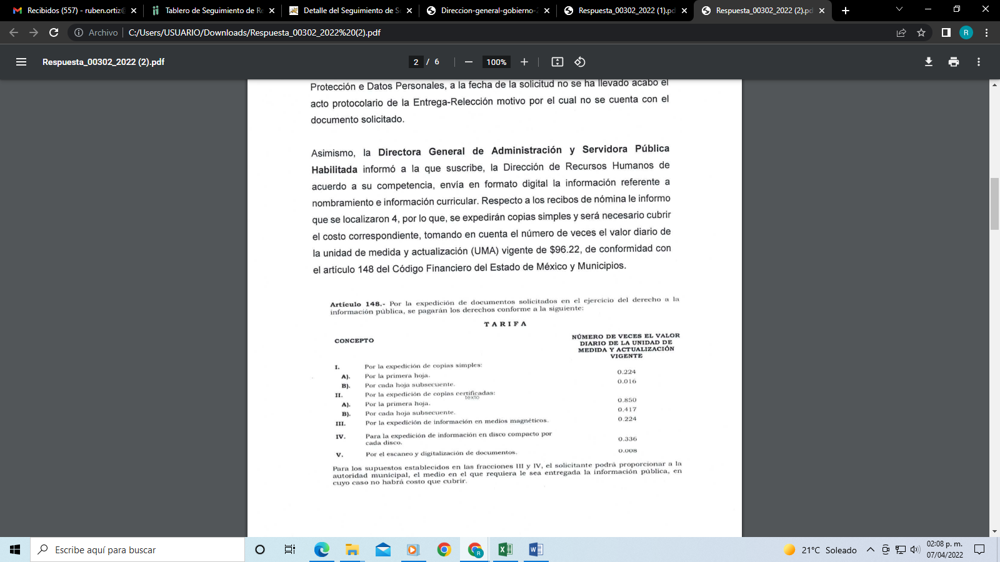 Recibidos (557) - ruben.ortiz@
Tablero de Seguimiento de Re
Detalle del Seguimiento de So
Direccion-general-gobierno-2
Respuesta_00302_2022 (1).pd
Respuesta_00302_2022 (2).pd
Archivo
C:/Users/USUARIO/Downloads/Respuesta_00302_2022%20(2).pdf
R
Respuesta_00302_2022 (2).pdf
2 / 6
100%
Protección e Datos Personales, a la fecha de la solicitud no se ha llevado acabo el
acto protocolario de la Entrega-Relección motivo por el cual no se cuenta con el
documento solicitado.
Asimismo, la Directora General de Administración y Servidora Pública
Habilitada informó a la que suscribe, la Dirección de Recursos Humanos de
acuerdo a su competencia, envía en formato digital la información referente a
nombramiento e información curricular. Respecto a los recibos de nómina le informo
que se localizaron 4, por lo que, se expedirán copias simples y será necesario cubrir
el costo correspondiente, tomando en cuenta el número de veces el valor diario de
la unidad de medida y actualización (UMA) vigente de $96.22, de conformidad con
el artículo 148 del Código Financiero del Estado de México y Municipios.
Artículo 148.- Por la expedición de documentos solicitados en el ejercicio del derecho a la
información pública, se pagarán los derechos conforme a la siguiente:
TARIFA
CONCEPTO
NÚMERO DE VECES EL VALOR
DIARIO DE LA UNIDAD DE
MEDIDA Y ACTUALIZACIÓN
VIGENTE
I. Por la expedición de copias simples:
A). Por la primera hoja. 0.224
B). Por cada hoja subsecuente. 0.016
II. Por la expedición de copias certificadas:
texto
A). Por la primera hoja. 0.850
B). Por cada hoja subsecuente. 0.417
III. Por la expedición de información en medios magnéticos. 0.224
IV. Para la expedición de información en disco compacto por
cada disco. 0.336
V. Por el escaneo y digitalización de documentos. 0.008
Para los supuestos establecidos en las fracciones III y IV, el solicitante podrá proporcionar a la
autoridad municipal, el medio en el que requiera le sea entregada la información pública, en
cuyo caso no habrá costo que cubrir.
Escribe aquí para buscar
21°C Soleado
02:08 p. m.
07/04/2022